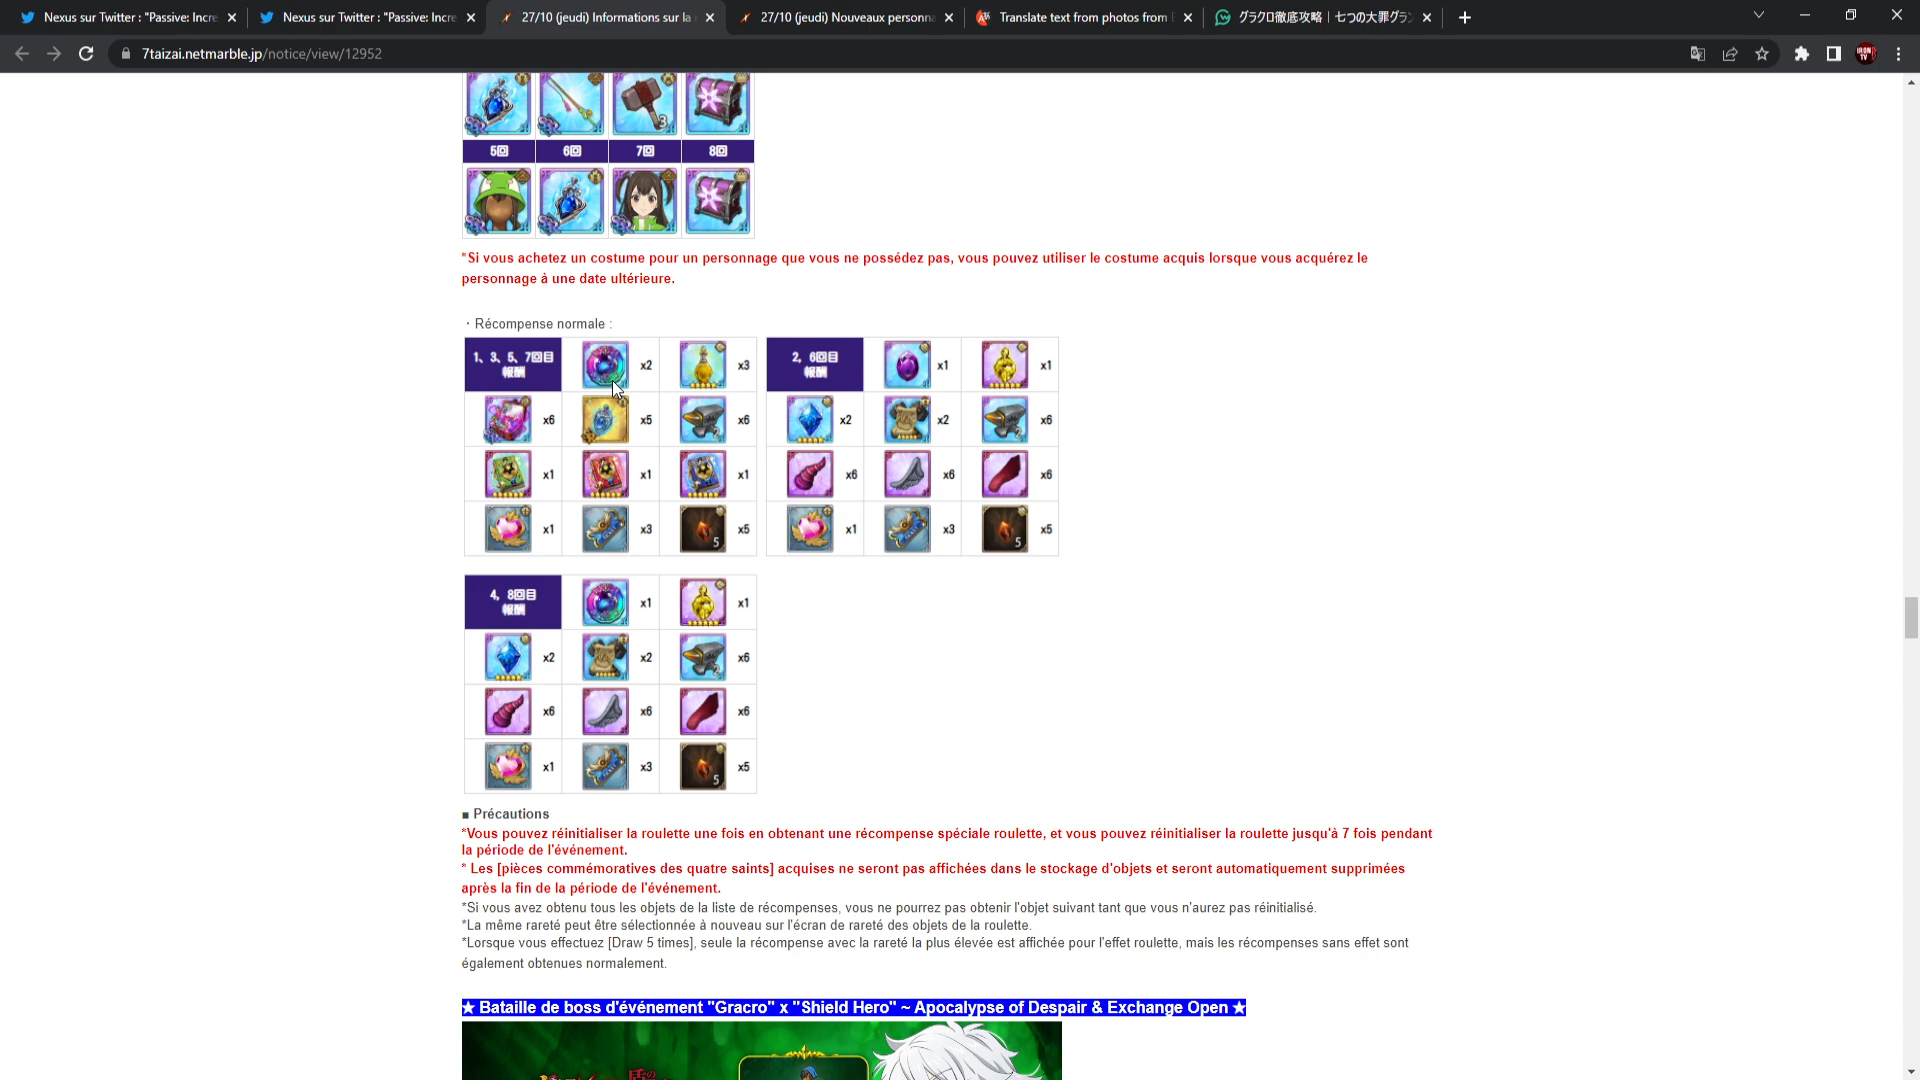 Nexus sur Twitter : "Passive: Incre
Nexus sur Twitter : "Passive: Incre
27/10 (jeudi) Informations sur la
27/10 (jeudi) Nouveaux personna
Translate text from photos from
グラクロ徹底攻略 | 七つの大罪グラン
7taizai.netmarble.jp/notice/view/12952
3
5回 6回 7回 8回
*Si vous achetez un costume pour un personnage que vous ne possédez pas, vous pouvez utiliser le costume acquis lorsque vous acquérez le
personnage à une date ultérieure.
・Récompense normale :
1、3、5、7回目
報酬
x2 x3
x6 x5 x6
x1 x1 x1
x1 x3 5 x5
2，6回目
報酬
x1 x1
x2 x2 x6
x6 x6 x6
x1 x3 5 x5
4，8回目
報酬
x1 x1
x2 x2 x6
x6 x6 x6
x1 x3 5 x5
■ Précautions
*Vous pouvez réinitialiser la roulette une fois en obtenant une récompense spéciale roulette, et vous pouvez réinitialiser la roulette jusqu'à 7 fois pendant
la période de l'événement.
* Les [pièces commémoratives des quatre saints] acquises ne seront pas affichées dans le stockage d'objets et seront automatiquement supprimées
après la fin de la période de l'événement.
*Si vous avez obtenu tous les objets de la liste de récompenses, vous ne pourrez pas obtenir l'objet suivant tant que vous n'aurez pas réinitialisé.
*La même rareté peut être sélectionnée à nouveau sur l'écran de rareté des objets de la roulette.
*Lorsque vous effectuez [Draw 5 times], seule la récompense avec la rareté la plus élevée est affichée pour l'effet roulette, mais les récompenses sans effet sont
également obtenues normalement.
★ Bataille de boss d'événement "Gracro" x "Shield Hero" ~ Apocalypse of Despair & Exchange Open ★